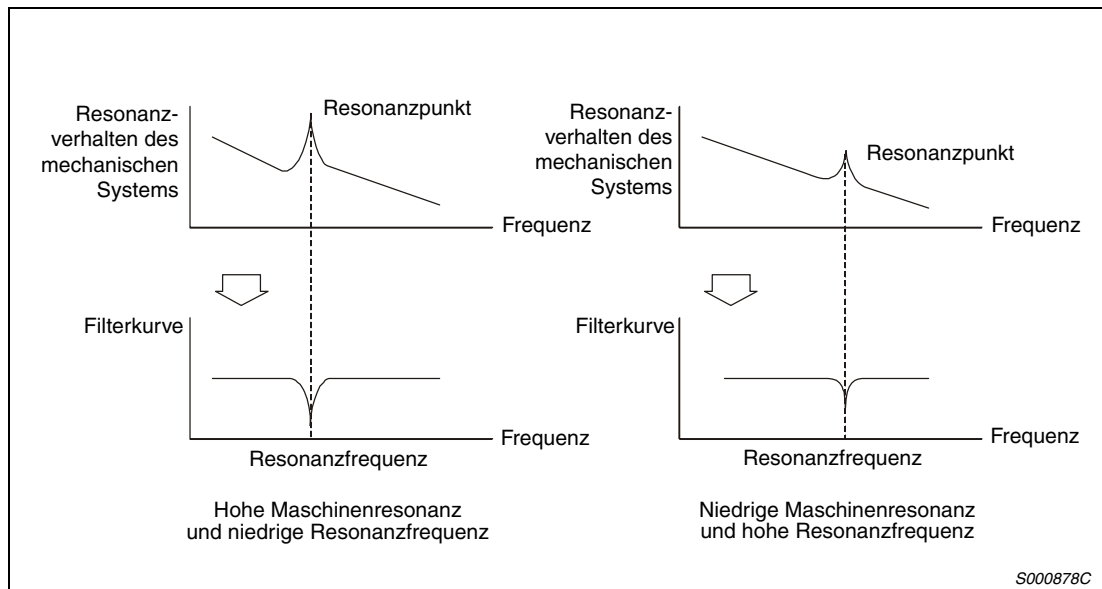 Resonanz-
verhalten des
mechanischen
Systems
Resonanzpunkt
Frequenz
Filterkurve
Frequenz
Resonanzfrequenz
Hohe Maschinenresonanz
und niedrige Resonanzfrequenz
Resonanz-
verhalten des
mechanischen
Systems
Resonanzpunkt
Frequenz
Filterkurve
Frequenz
Resonanzfrequenz
Niedrige Maschinenresonanz
und hohe Resonanzfrequenz
S000878C